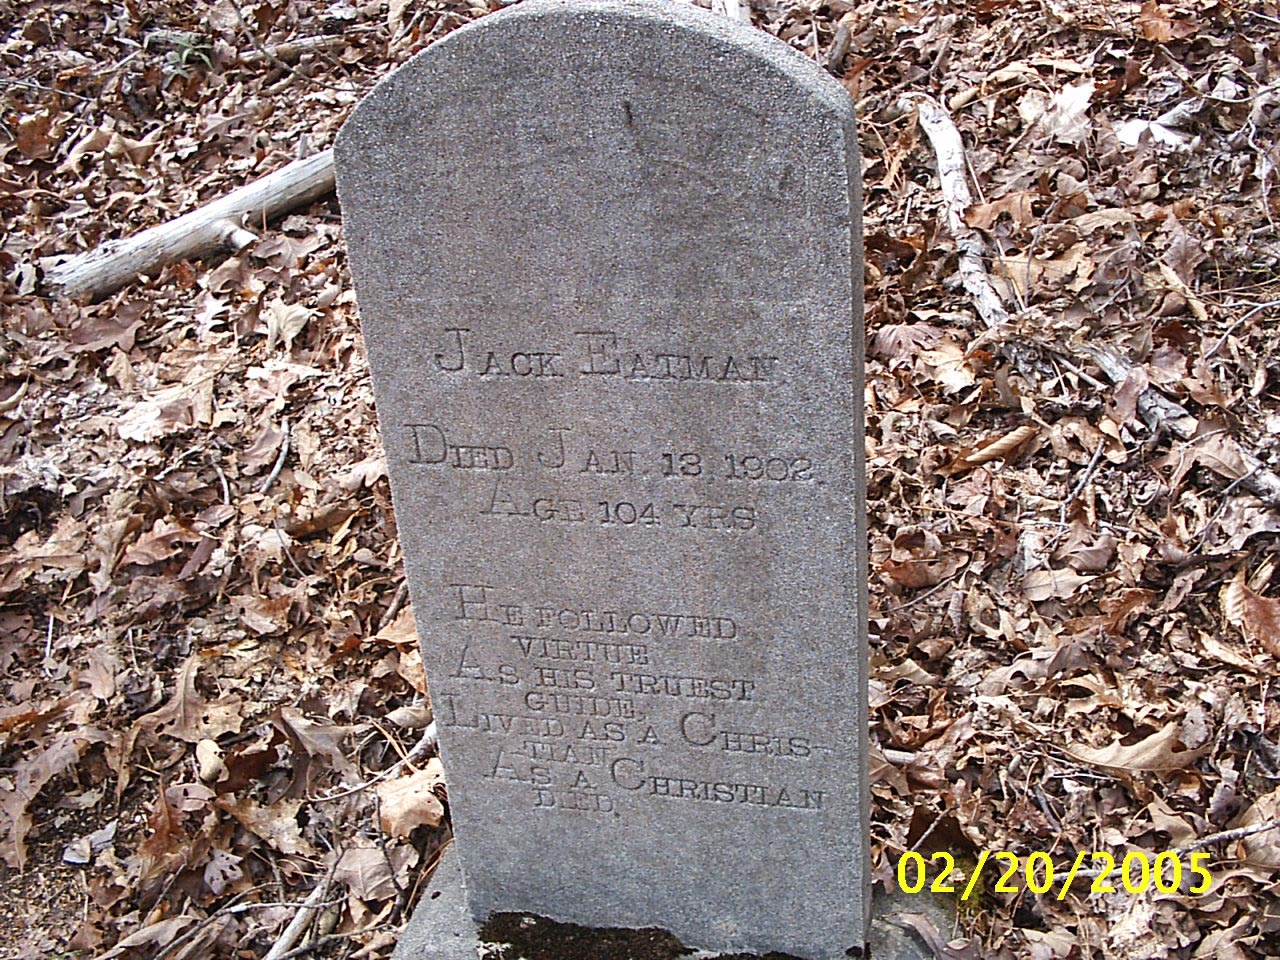 Jack Eatman
Died Jan. 13, 1902.
Age 104 yrs
He followed
virtue
As his truest
guide,
Lived as a Chris-
tian
As a Christian
died.
02/20/2005